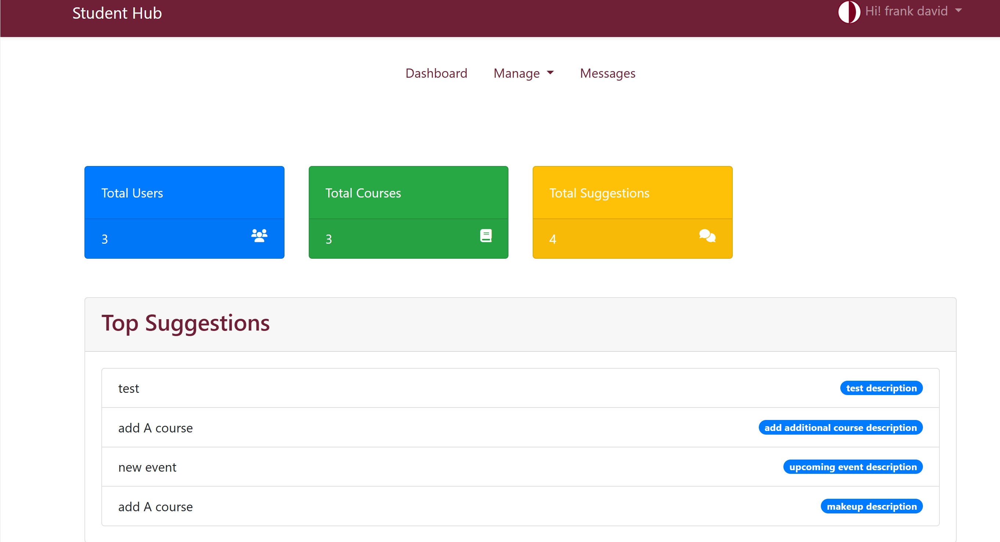 Student Hub
Hi! frank david
Dashboard Manage Messages
Total Users
3
Total Courses
3
Total Suggestions
4
Top Suggestions
test test description
add A course add additional course description
new event upcoming event description
add A course makeup description